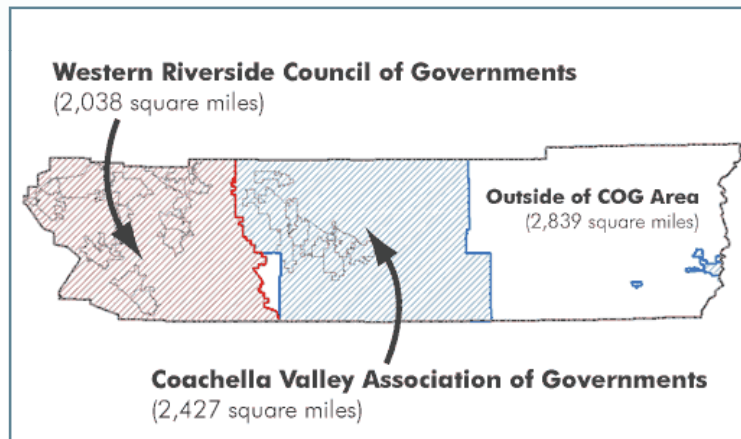 Western Riverside Council of Governments
(2,038 square miles)
Outside of COG Area
(2,839 square miles)
Coachella Valley Association of Governments
(2,427 square miles)